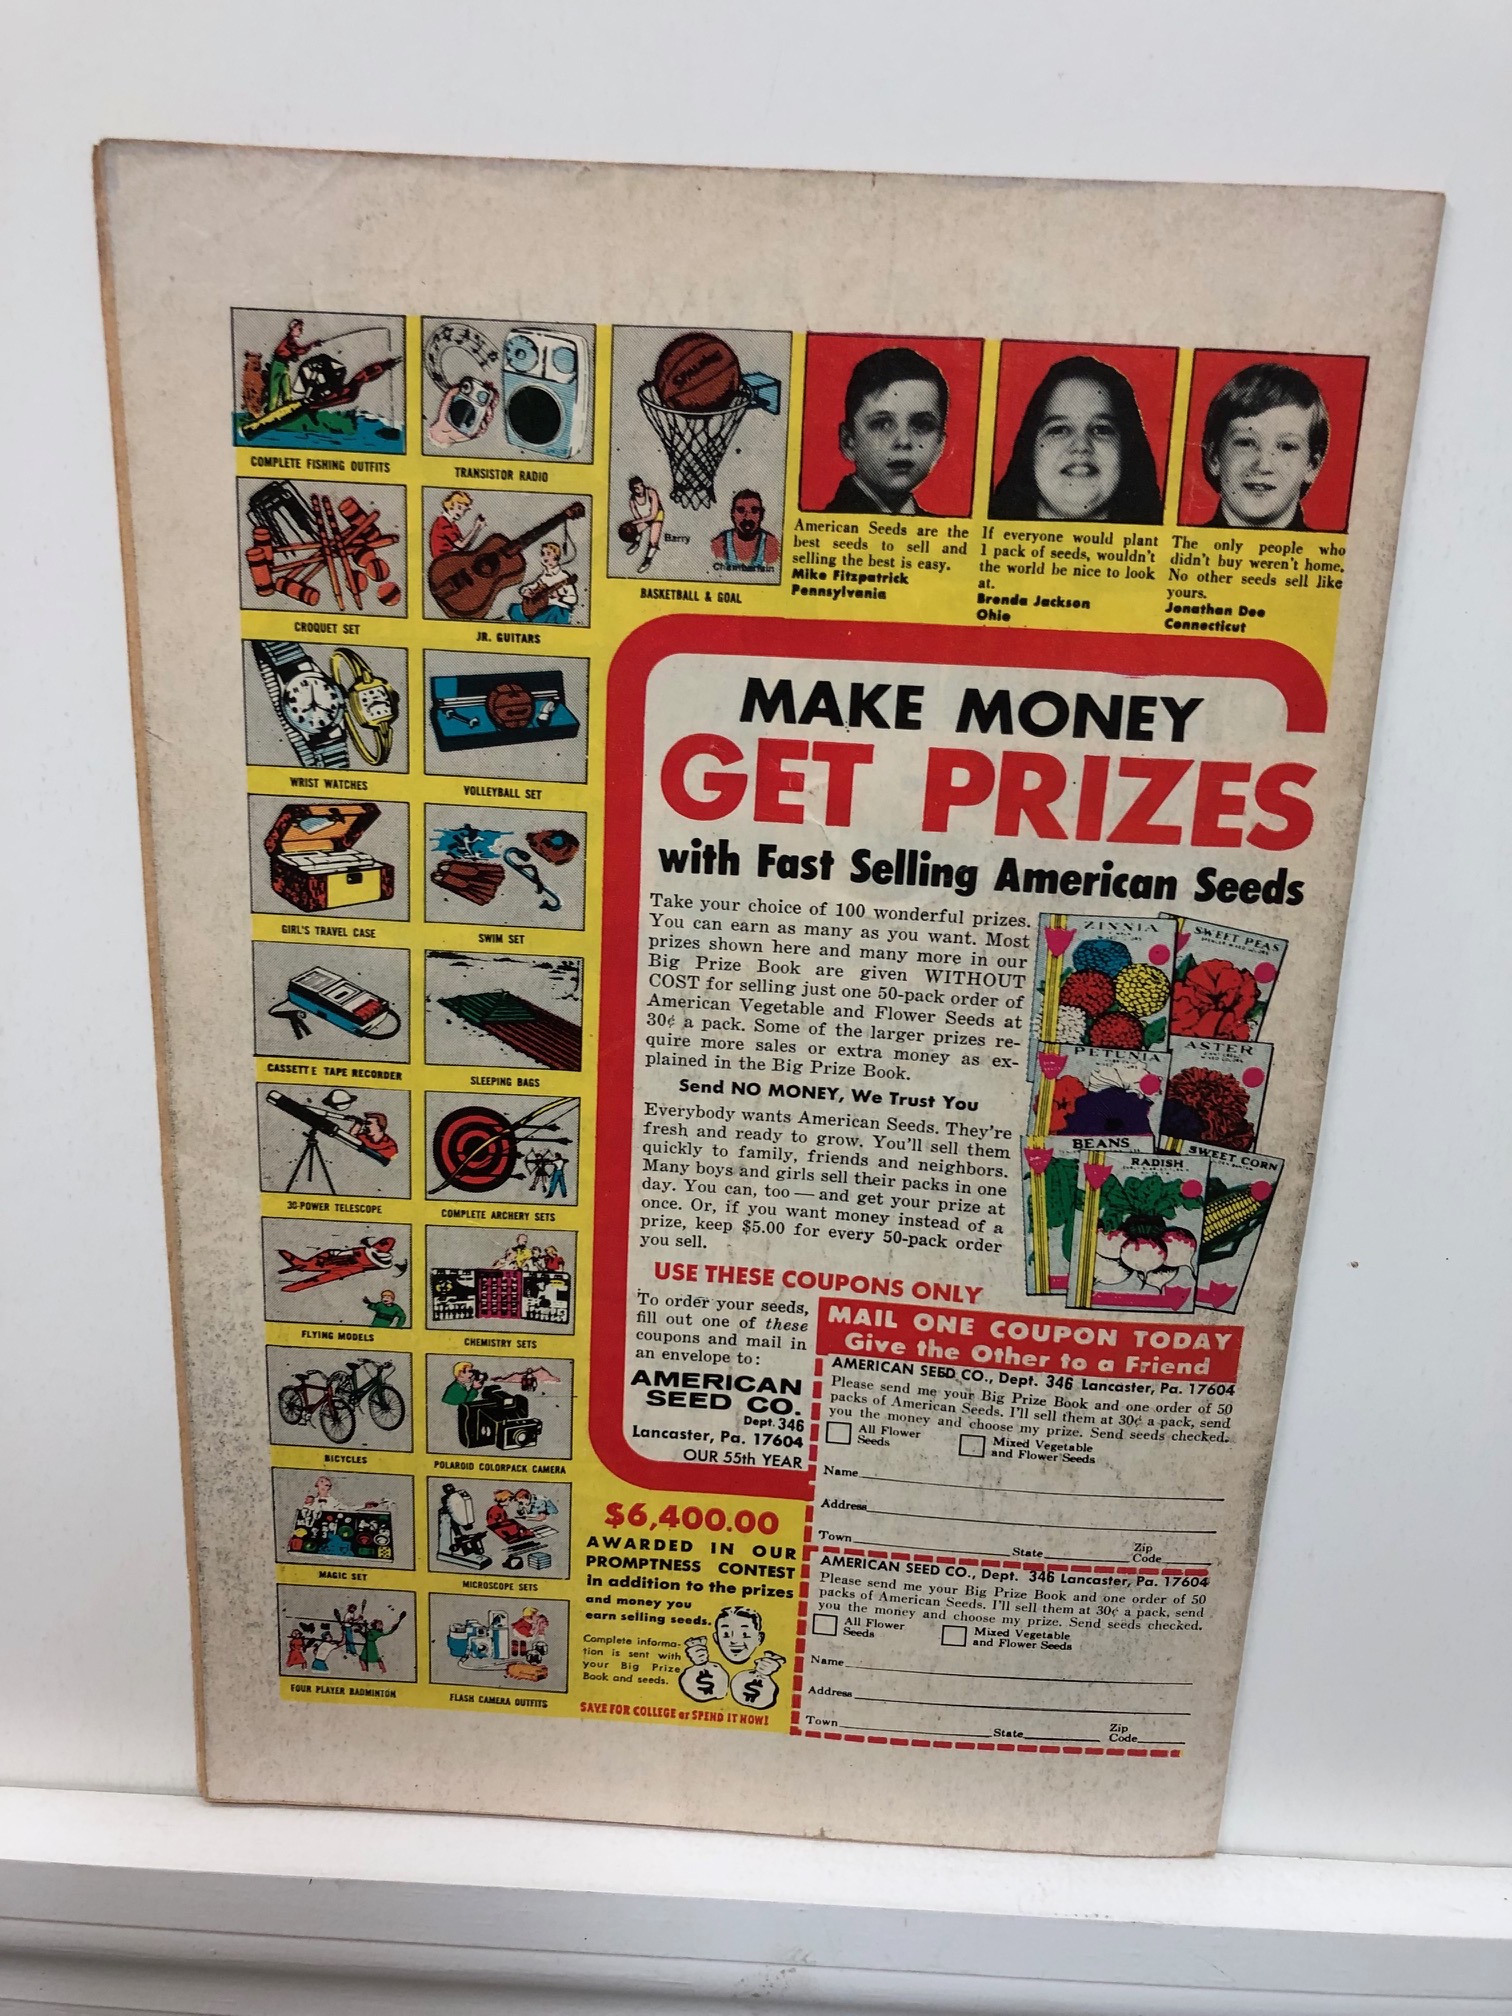 COMPLETE FISHING OUTFITS
TRANSISTOR RADIO
Spalding
Barry
Chamberlain
BASKETBALL & GOAL
CROQUET SET
JR. GUITARS
WRIST WATCHES
VOLLEYBALL SET
GIRL'S TRAVEL CASE
SWIM SET
CASSETTE TAPE RECORDER
SLEEPING BAGS
30-POWER TELESCOPE
COMPLETE ARCHERY SETS
FLYING MODELS
CHEMISTRY SETS
BICYCLES
POLAROID COLORPACK CAMERA
MAGIC SET
MICROSCOPE SETS
FOUR PLAYER BADMINTON
FLASH CAMERA OUTFITS
American Seeds are the
best seeds to sell and
selling the best is easy.
Mike Fitzpatrick
Pennsylvania
If everyone would plant
1 pack of seeds, wouldn't
the world be nice to look
at.
Brenda Jackson
Ohio
The only people who
didn't buy weren't home.
No other seeds sell like
yours.
Jonathan Dee
Connecticut
MAKE MONEY
GET PRIZES
with Fast Selling American Seeds
Take your choice of 100 wonderful prizes.
You can earn as many as you want. Most
prizes shown here and many more in our
Big Prize Book are given WITHOUT
COST for selling just one 50-pack order of
American Vegetable and Flower Seeds at
30¢ a pack. Some of the larger prizes re-
quire more sales or extra money as ex-
plained in the Big Prize Book.
Send NO MONEY, We Trust You
Everybody wants American Seeds. They're
fresh and ready to grow. You'll sell them
quickly to family, friends and neighbors.
Many boys and girls sell their packs in one
day. You can, too — and get your prize at
once. Or, if you want money instead of a
prize, keep $5.00 for every 50-pack order
you sell.
ZINNIA
SWEET PEAS
PETUNIA
ASTER
BEANS
RADISH
SWEET CORN
USE THESE COUPONS ONLY
To order your seeds,
fill out one of these
coupons and mail in
an envelope to:
AMERICAN
SEED CO.
Dept. 346
Lancaster, Pa. 17604
OUR 55th YEAR
MAIL ONE COUPON TODAY
Give the Other to a Friend
AMERICAN SEED CO., Dept. 346 Lancaster, Pa. 17604
Please send me your Big Prize Book and one order of 50
packs of American Seeds. I'll sell them at 30¢ a pack, send
you the money and choose my prize. Send seeds checked.
All Flower Seeds
Mixed Vegetable and Flower Seeds
Name
Address
Town State Zip Code
AMERICAN SEED CO., Dept. 346 Lancaster, Pa. 17604
Please send me your Big Prize Book and one order of 50
packs of American Seeds. I'll sell them at 30¢ a pack, send
you the money and choose my prize. Send seeds checked.
All Flower Seeds
Mixed Vegetable and Flower Seeds
Name
Address
Town State Zip Code
$6,400.00
AWARDED IN OUR
PROMPTNESS CONTEST
in addition to the prizes
and money you
earn selling seeds.
Complete informa-
tion is sent with
your Big Prize
Book and seeds.
$ $
SAVE FOR COLLEGE or SPEND IT NOW!